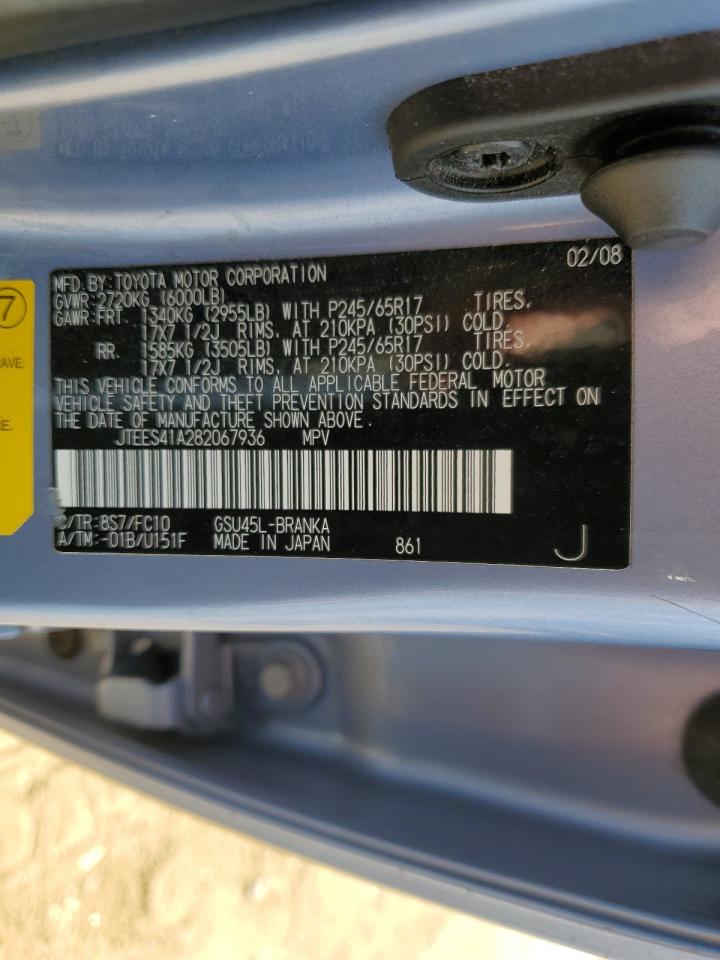 02/08
MFD.BY:TOYOTA MOTOR CORPORATION
GVWR:2720KG (6000LB)
GAWR:FRT 1340KG (2955LB) WITH P245/65R17 TIRES,
17X7 1/2J RIMS, AT 210KPA (30PSI) COLD.
RR 1585KG (3505LB) WITH P245/65R17 TIRES,
17X7 1/2J RIMS, AT 210KPA (30PSI) COLD.
THIS VEHICLE CONFORMS TO ALL APPLICABLE FEDERAL MOTOR
VEHICLE SAFETY AND THEFT PREVENTION STANDARDS IN EFFECT ON
THE DATE OF MANUFACTURE SHOWN ABOVE.
JTEES41A282067936 MPV
C/TR:8S7/FC10 GSU45L-BRANKA
A/TM:-01B/U151F MADE IN JAPAN 861 J
7